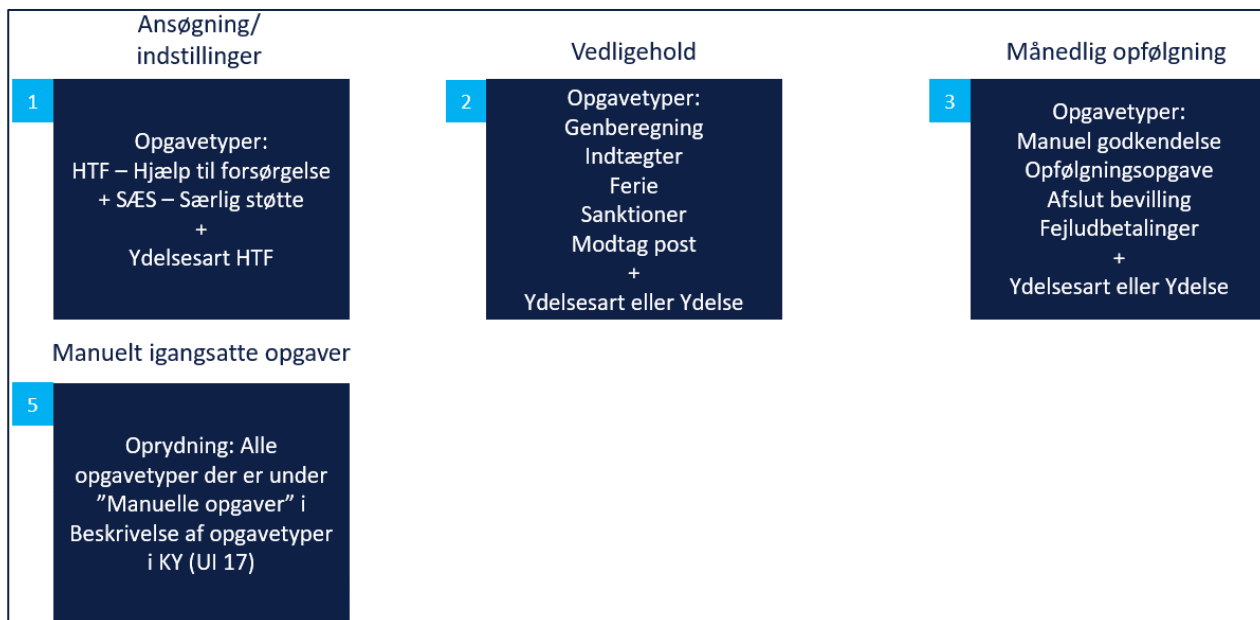 Ansøgning/
indstillinger
1
Opgavetyper:
HTF – Hjælp til forsørgelse
+ SÆS – Særlig støtte
+
Ydelsesart HTF
Vedligehold
2
Opgavetyper:
Genberegning
Indtægter
Ferie
Sanktioner
Modtag post
+
Ydelsesart eller Ydelse
Månedlig opfølgning
3
Opgavetyper:
Manuel godkendelse
Opfølgningsopgave
Afslut bevilling
Fejludbetalinger
+
Ydelsesart eller Ydelse
Manuelt igangsatte opgaver
5
Oprydning: Alle
opgavetyper der er under
”Manuelle opgaver” i
Beskrivelse af opgavetyper
i KY (UI 17)